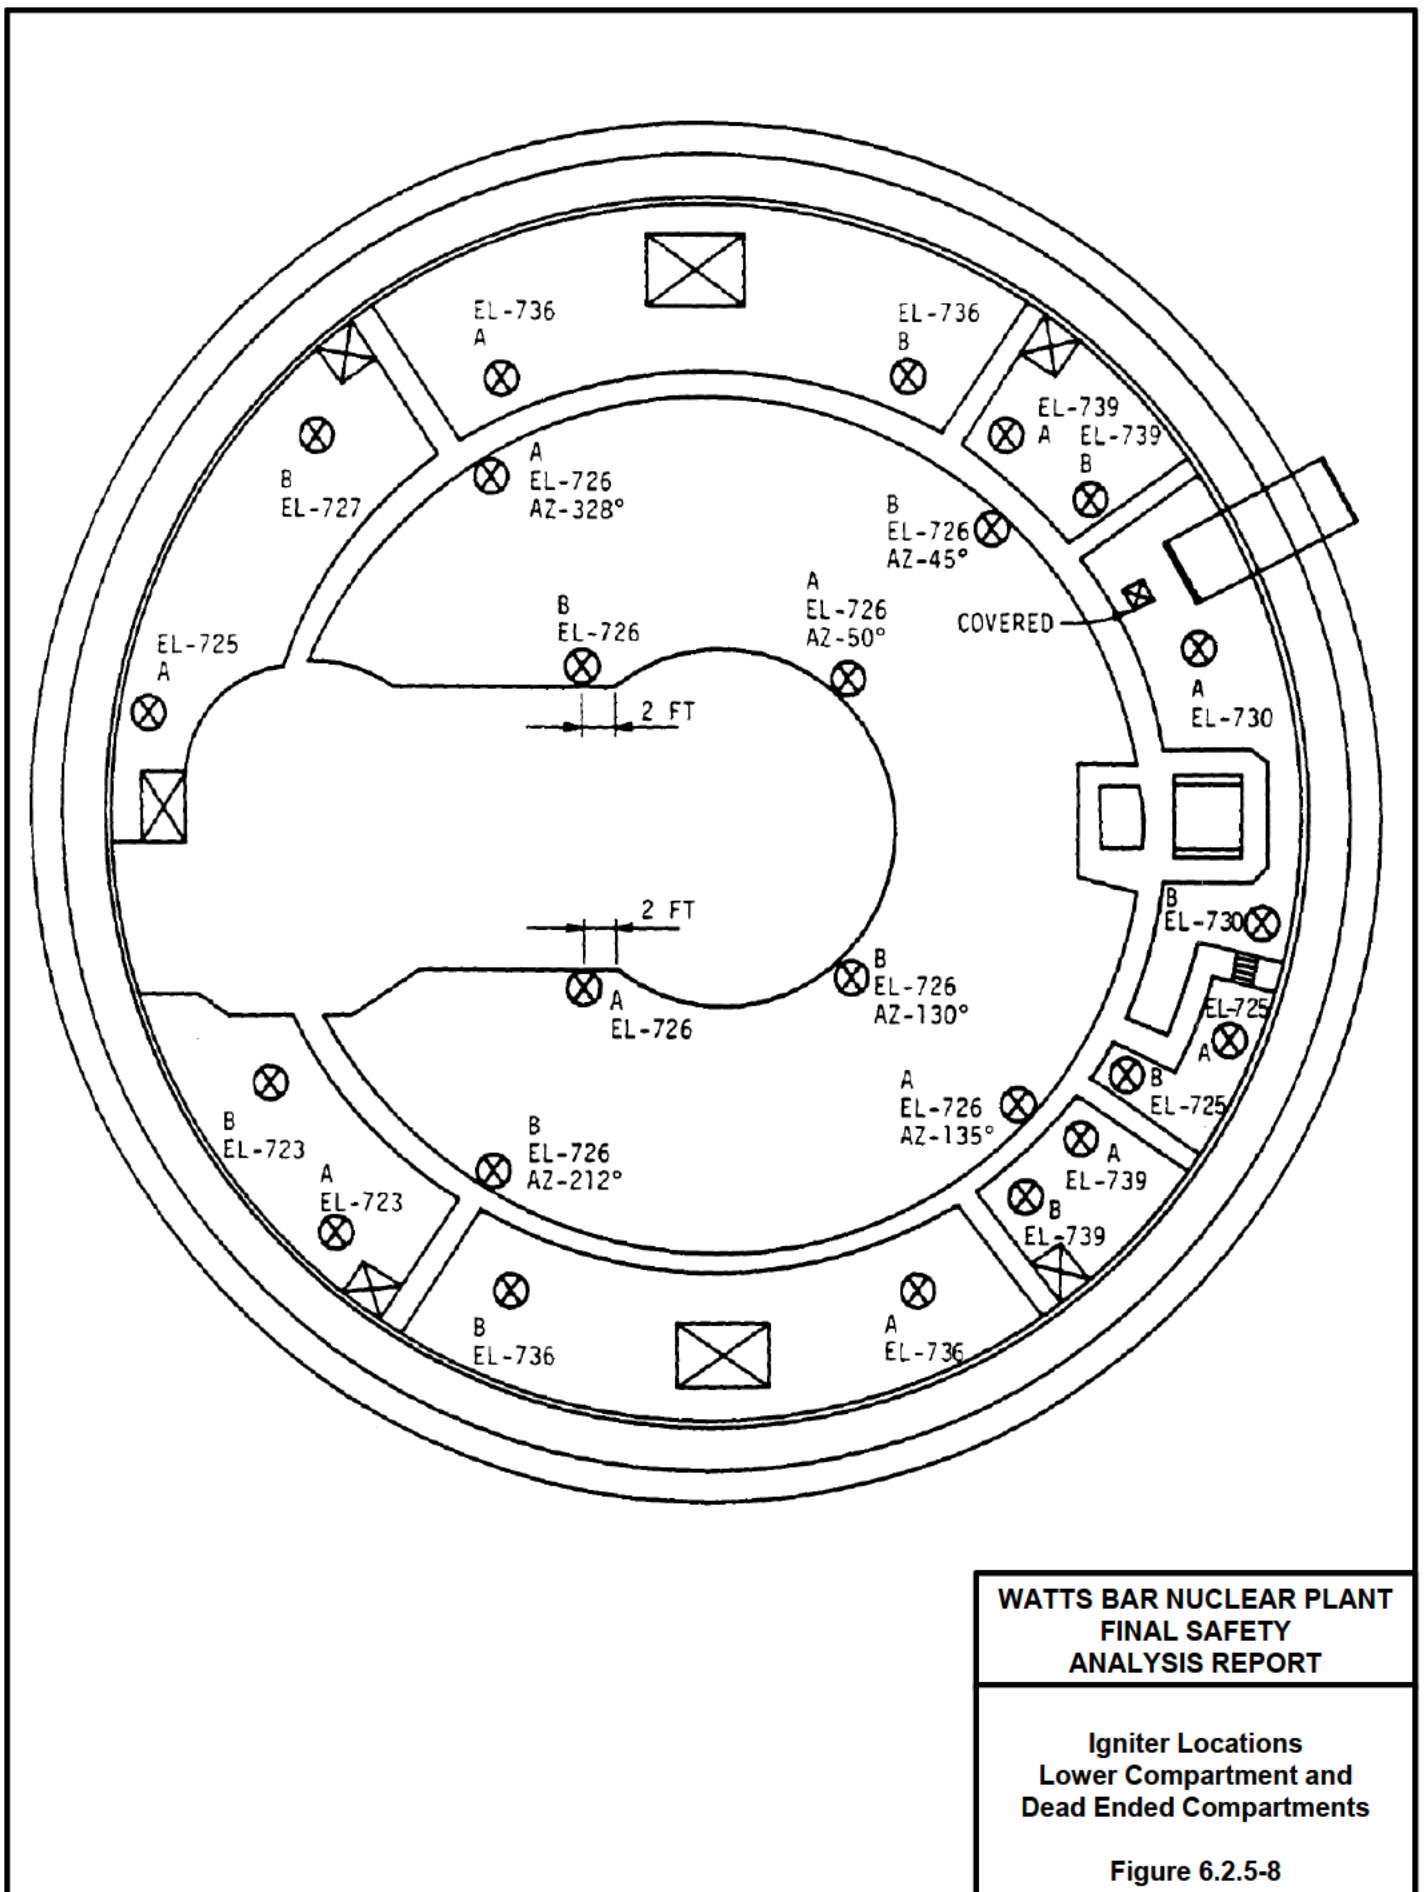 EL-736
A
EL-736
B
EL-739
A
EL-739
B
B
EL-727
A
EL-726
AZ-328°
B
EL-726
AZ-45°
A
EL-726
AZ-50°
B
EL-726
COVERED
EL-725
A
A
EL-730
2 FT
2 FT
B
EL-730
B
EL-726
AZ-130°
A
EL-726
EL-725
A
B
EL-725
A
EL-726
AZ-135°
B
EL-723
B
EL-726
AZ-212°
A
EL-739
A
EL-723
B
EL-739
B
EL-736
A
EL-736
WATTS BAR NUCLEAR PLANT
FINAL SAFETY
ANALYSIS REPORT
Igniter Locations
Lower Compartment and
Dead Ended Compartments
Figure 6.2.5-8